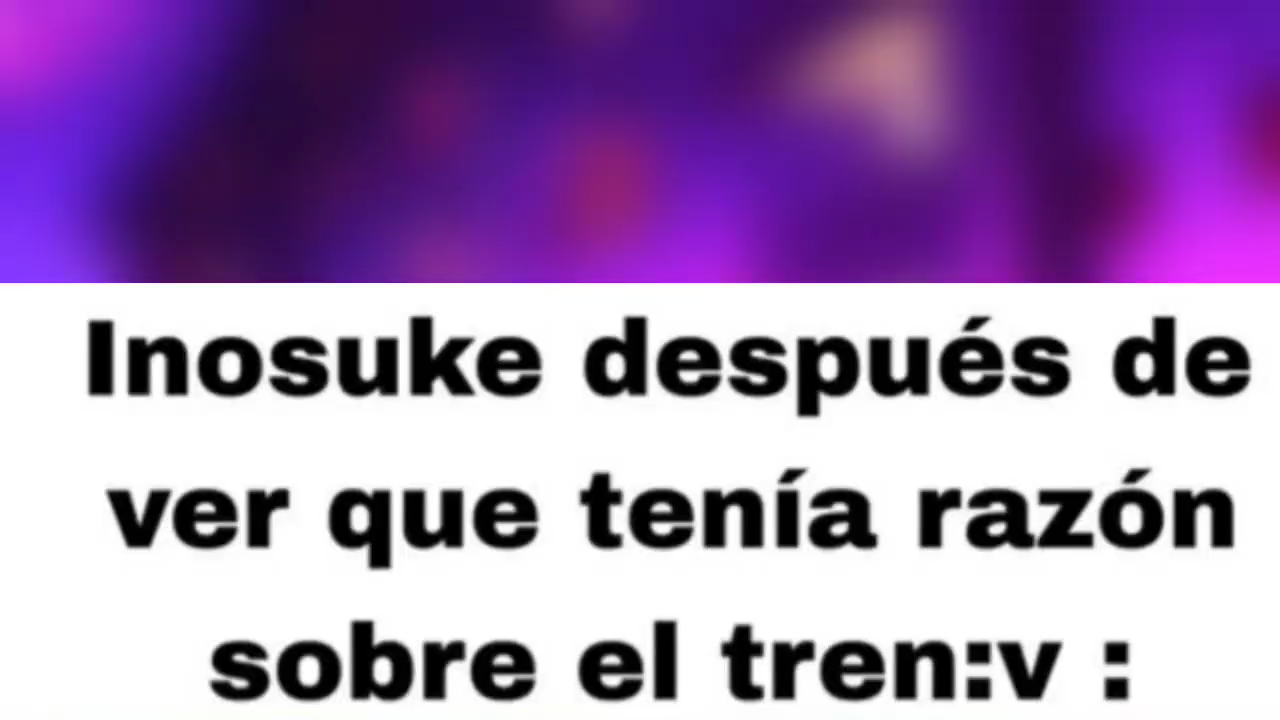 Inosuke después de
ver que tenía razón
sobre el tren:v :